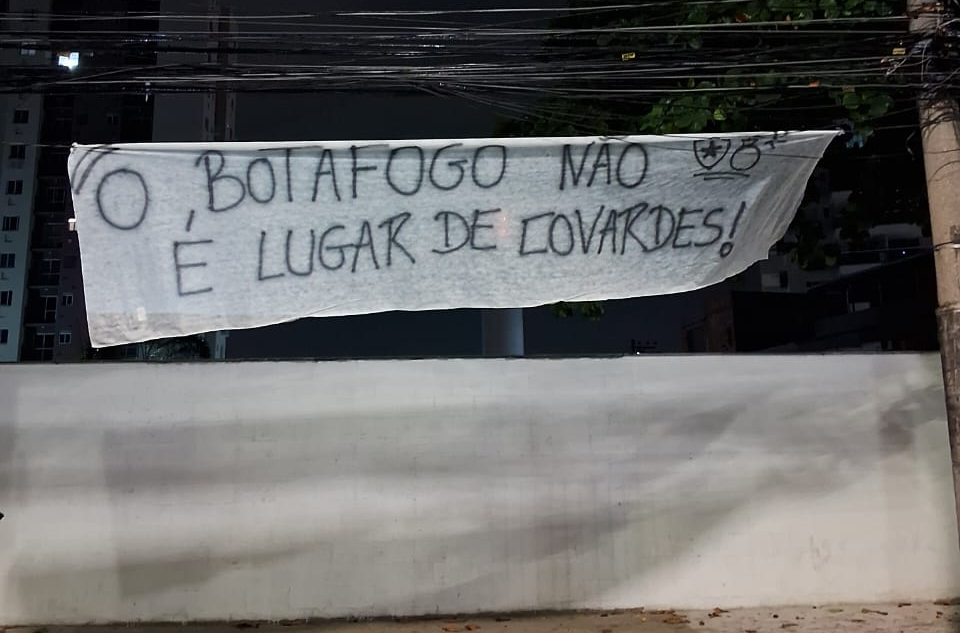 "O BOTAFOGO NÃO
É LUGAR DE COVARDES!